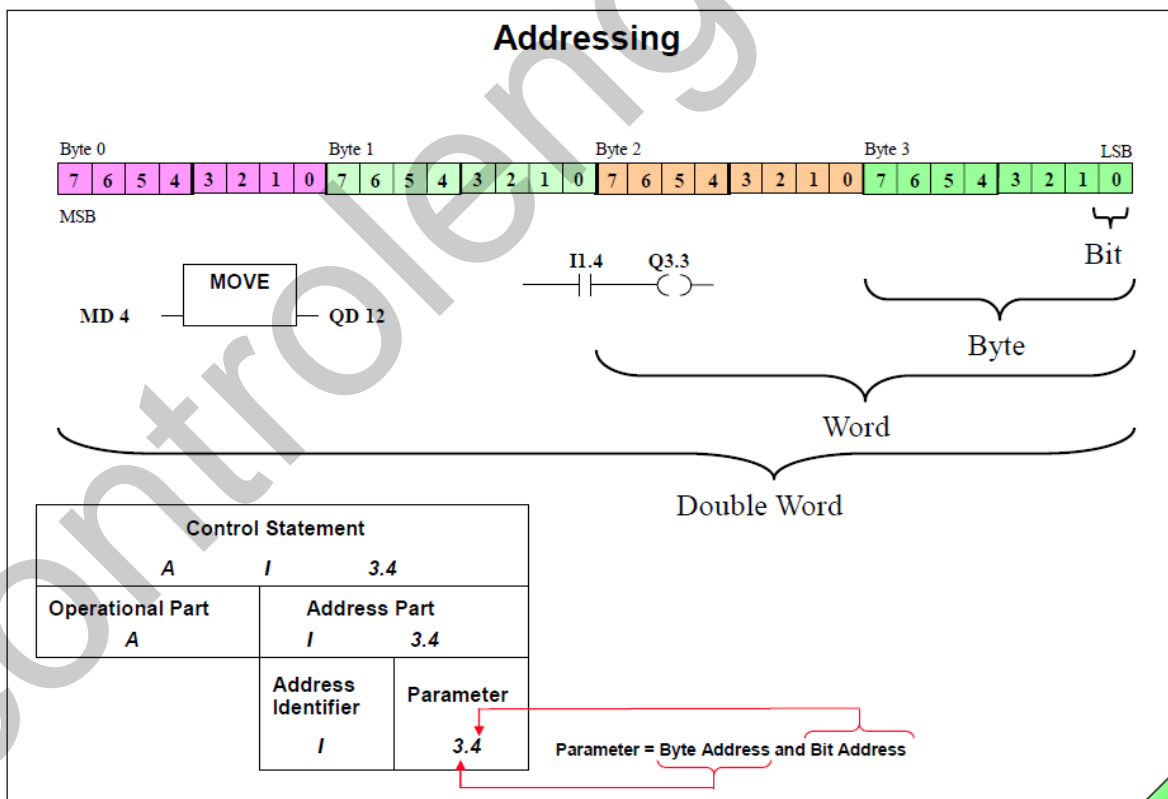 Addressing
Byte 0 Byte 1 Byte 2 Byte 3 LSB
7 6 5 4 3 2 1 0 7 6 5 4 3 2 1 0 7 6 5 4 3 2 1 0 7 6 5 4 3 2 1 0
MSB
Bit
I1.4 Q3.3
MOVE
MD 4 QD 12
Byte
Word
Double Word
Control Statement
A I 3.4
Operational Part Address Part
A I 3.4
Address Identifier Parameter
I 3.4
Parameter = Byte Address and Bit Address
controleng